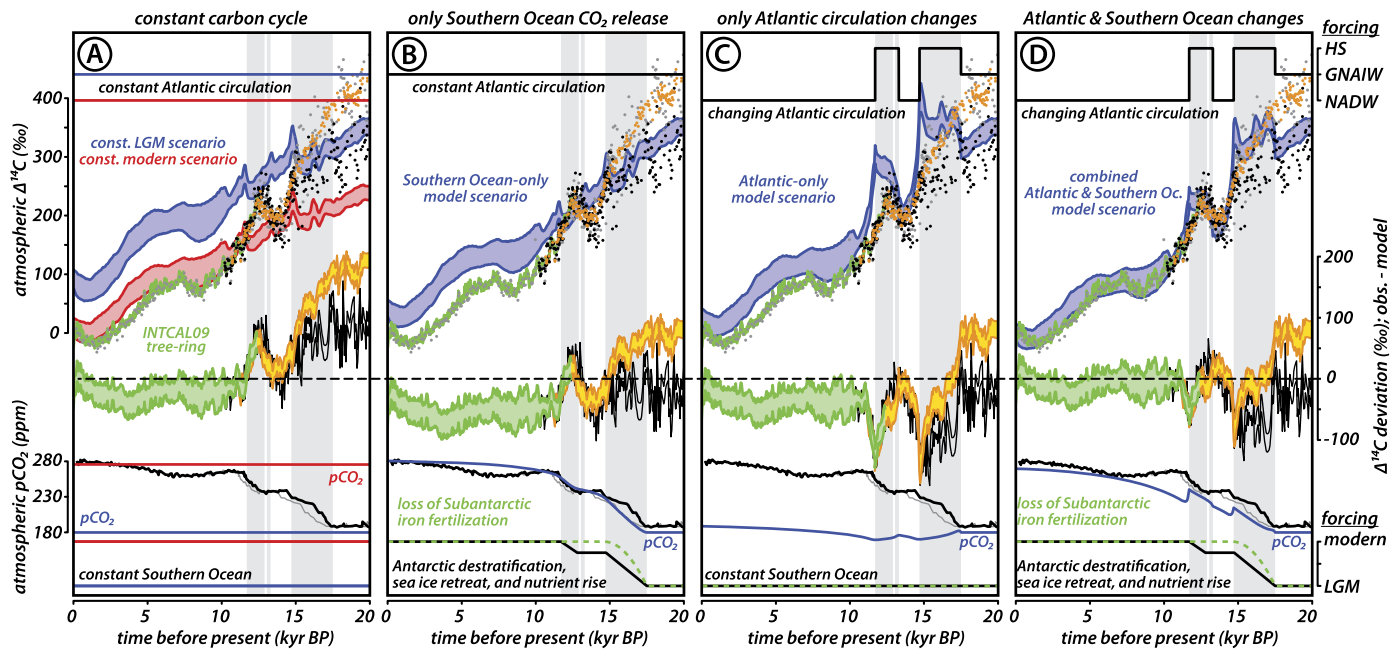 constant carbon cycle
only Southern Ocean CO₂ release
only Atlantic circulation changes
Atlantic & Southern Ocean changes
forcing
HS
GNAIW
NADW
A
constant Atlantic circulation
const. LGM scenario
const. modern scenario
INTCAL09
tree-ring
pCO₂
pCO₂
constant Southern Ocean
B
constant Atlantic circulation
Southern Ocean-only
model scenario
loss of Subantarctic
iron fertilization
pCO₂
Antarctic destratification,
sea ice retreat, and nutrient rise
C
changing Atlantic circulation
Atlantic-only
model scenario
pCO₂
constant Southern Ocean
D
changing Atlantic circulation
combined
Atlantic & Southern Oc.
model scenario
loss of Subantarctic
iron fertilization
pCO₂
Antarctic destratification,
sea ice retreat, and nutrient rise
atmospheric Δ¹⁴C (‰)
400
300
200
100
0
atmospheric pCO₂ (ppm)
280
230
180
200
100
0
-100
Δ¹⁴C deviation (‰; obs. - model)
forcing
modern
LGM
0 5 10 15 20
0 5 10 15 20
0 5 10 15 20
0 5 10 15 20
time before present (kyr BP)
time before present (kyr BP)
time before present (kyr BP)
time before present (kyr BP)